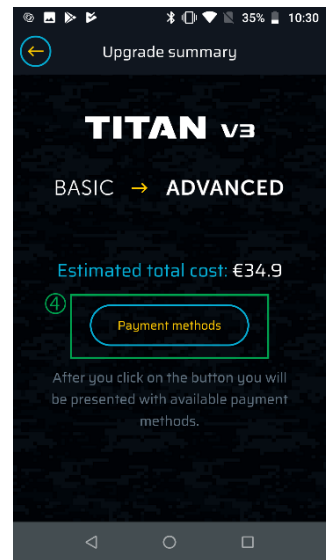 35% 10:30
Upgrade summary
TITAN V3
BASIC → ADVANCED
Estimated total cost: €34.9
④
Payment methods
After you click on the button you will
be presented with available payment
methods.